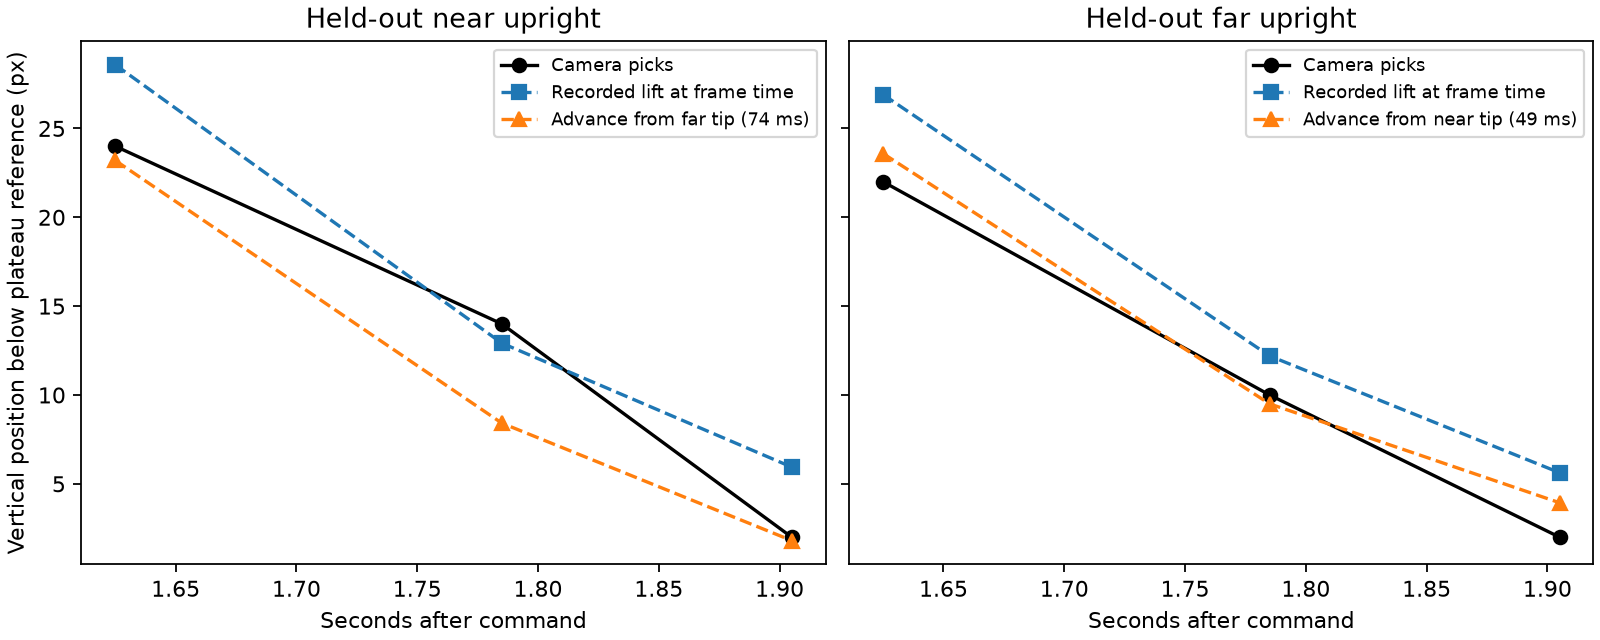 Held-out near upright
Held-out far upright
Vertical position below plateau reference (px)
25
20
15
10
5
Camera picks
Recorded lift at frame time
Advance from far tip (74 ms)
1.65 1.70 1.75 1.80 1.85 1.90
Seconds after command
Camera picks
Recorded lift at frame time
Advance from near tip (49 ms)
1.65 1.70 1.75 1.80 1.85 1.90
Seconds after command